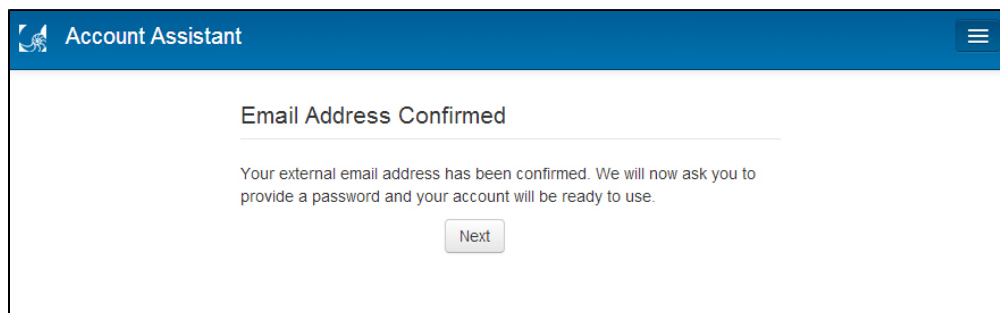 Account Assistant
Email Address Confirmed
Your external email address has been confirmed. We will now ask you to
provide a password and your account will be ready to use.
Next